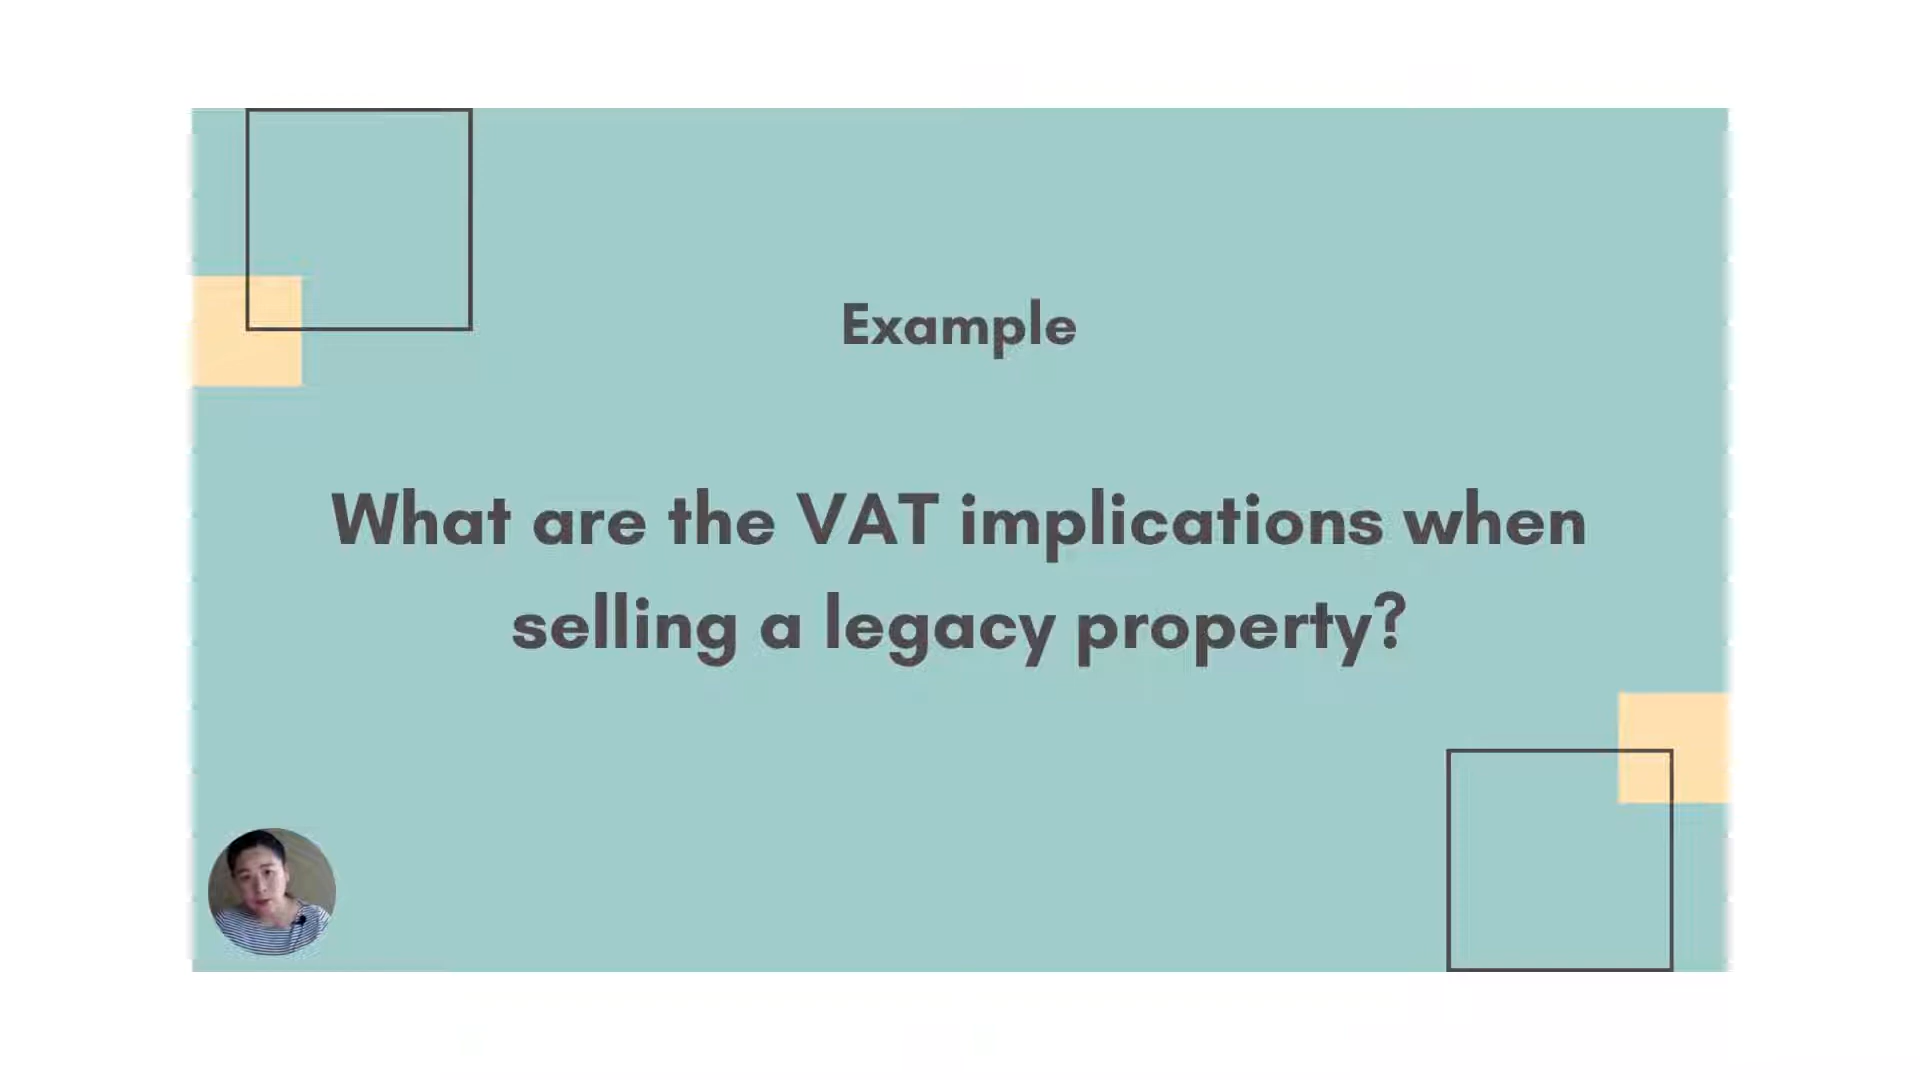 Example
What are the VAT implications when
selling a legacy property?